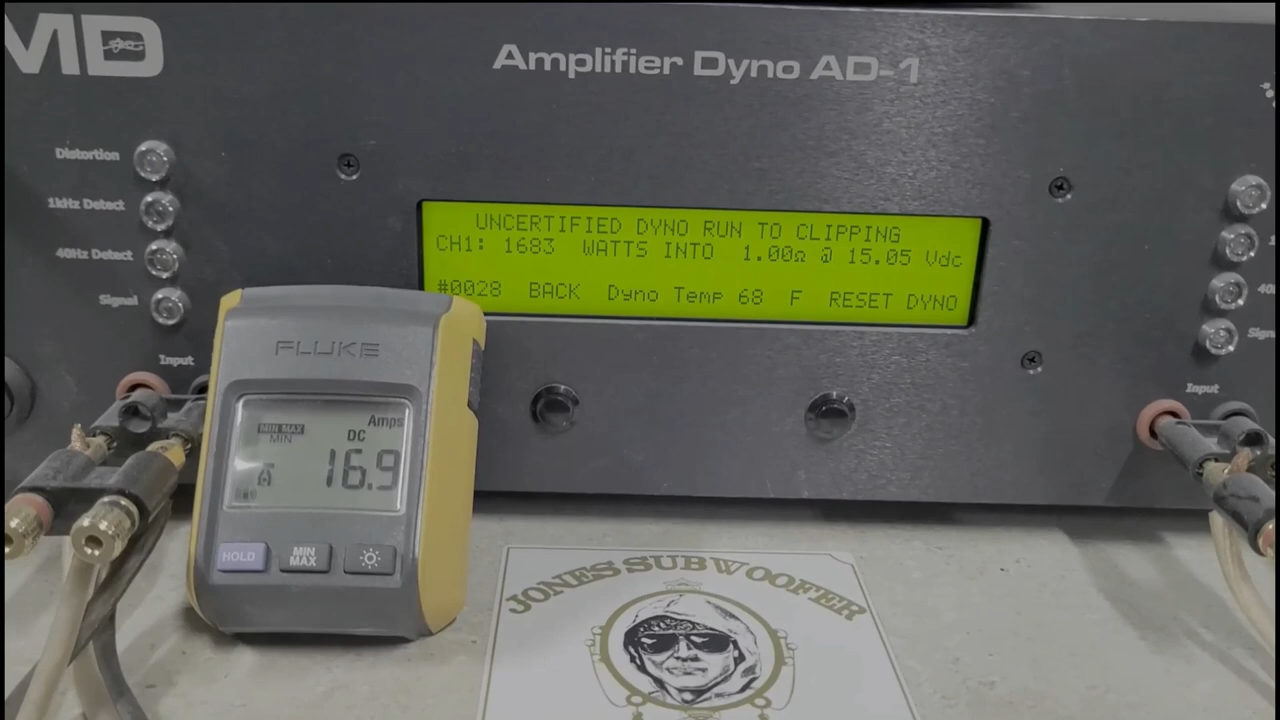 MD
Amplifier Dyno AD-1
Distortion
1kHz Detect
40Hz Detect
Signal
Input
UNCERTIFIED DYNO RUN TO CLIPPING
CH1: 1683 WATTS INTO 1.00Ω @ 15.05 Vdc
#0028 BACK Dyno Temp 68 F RESET DYNO
Input
FLUKE
MIN MAX
Amps
MIN
DC
16.9
HOLD
MIN
MAX
JONES SUBWOOFER